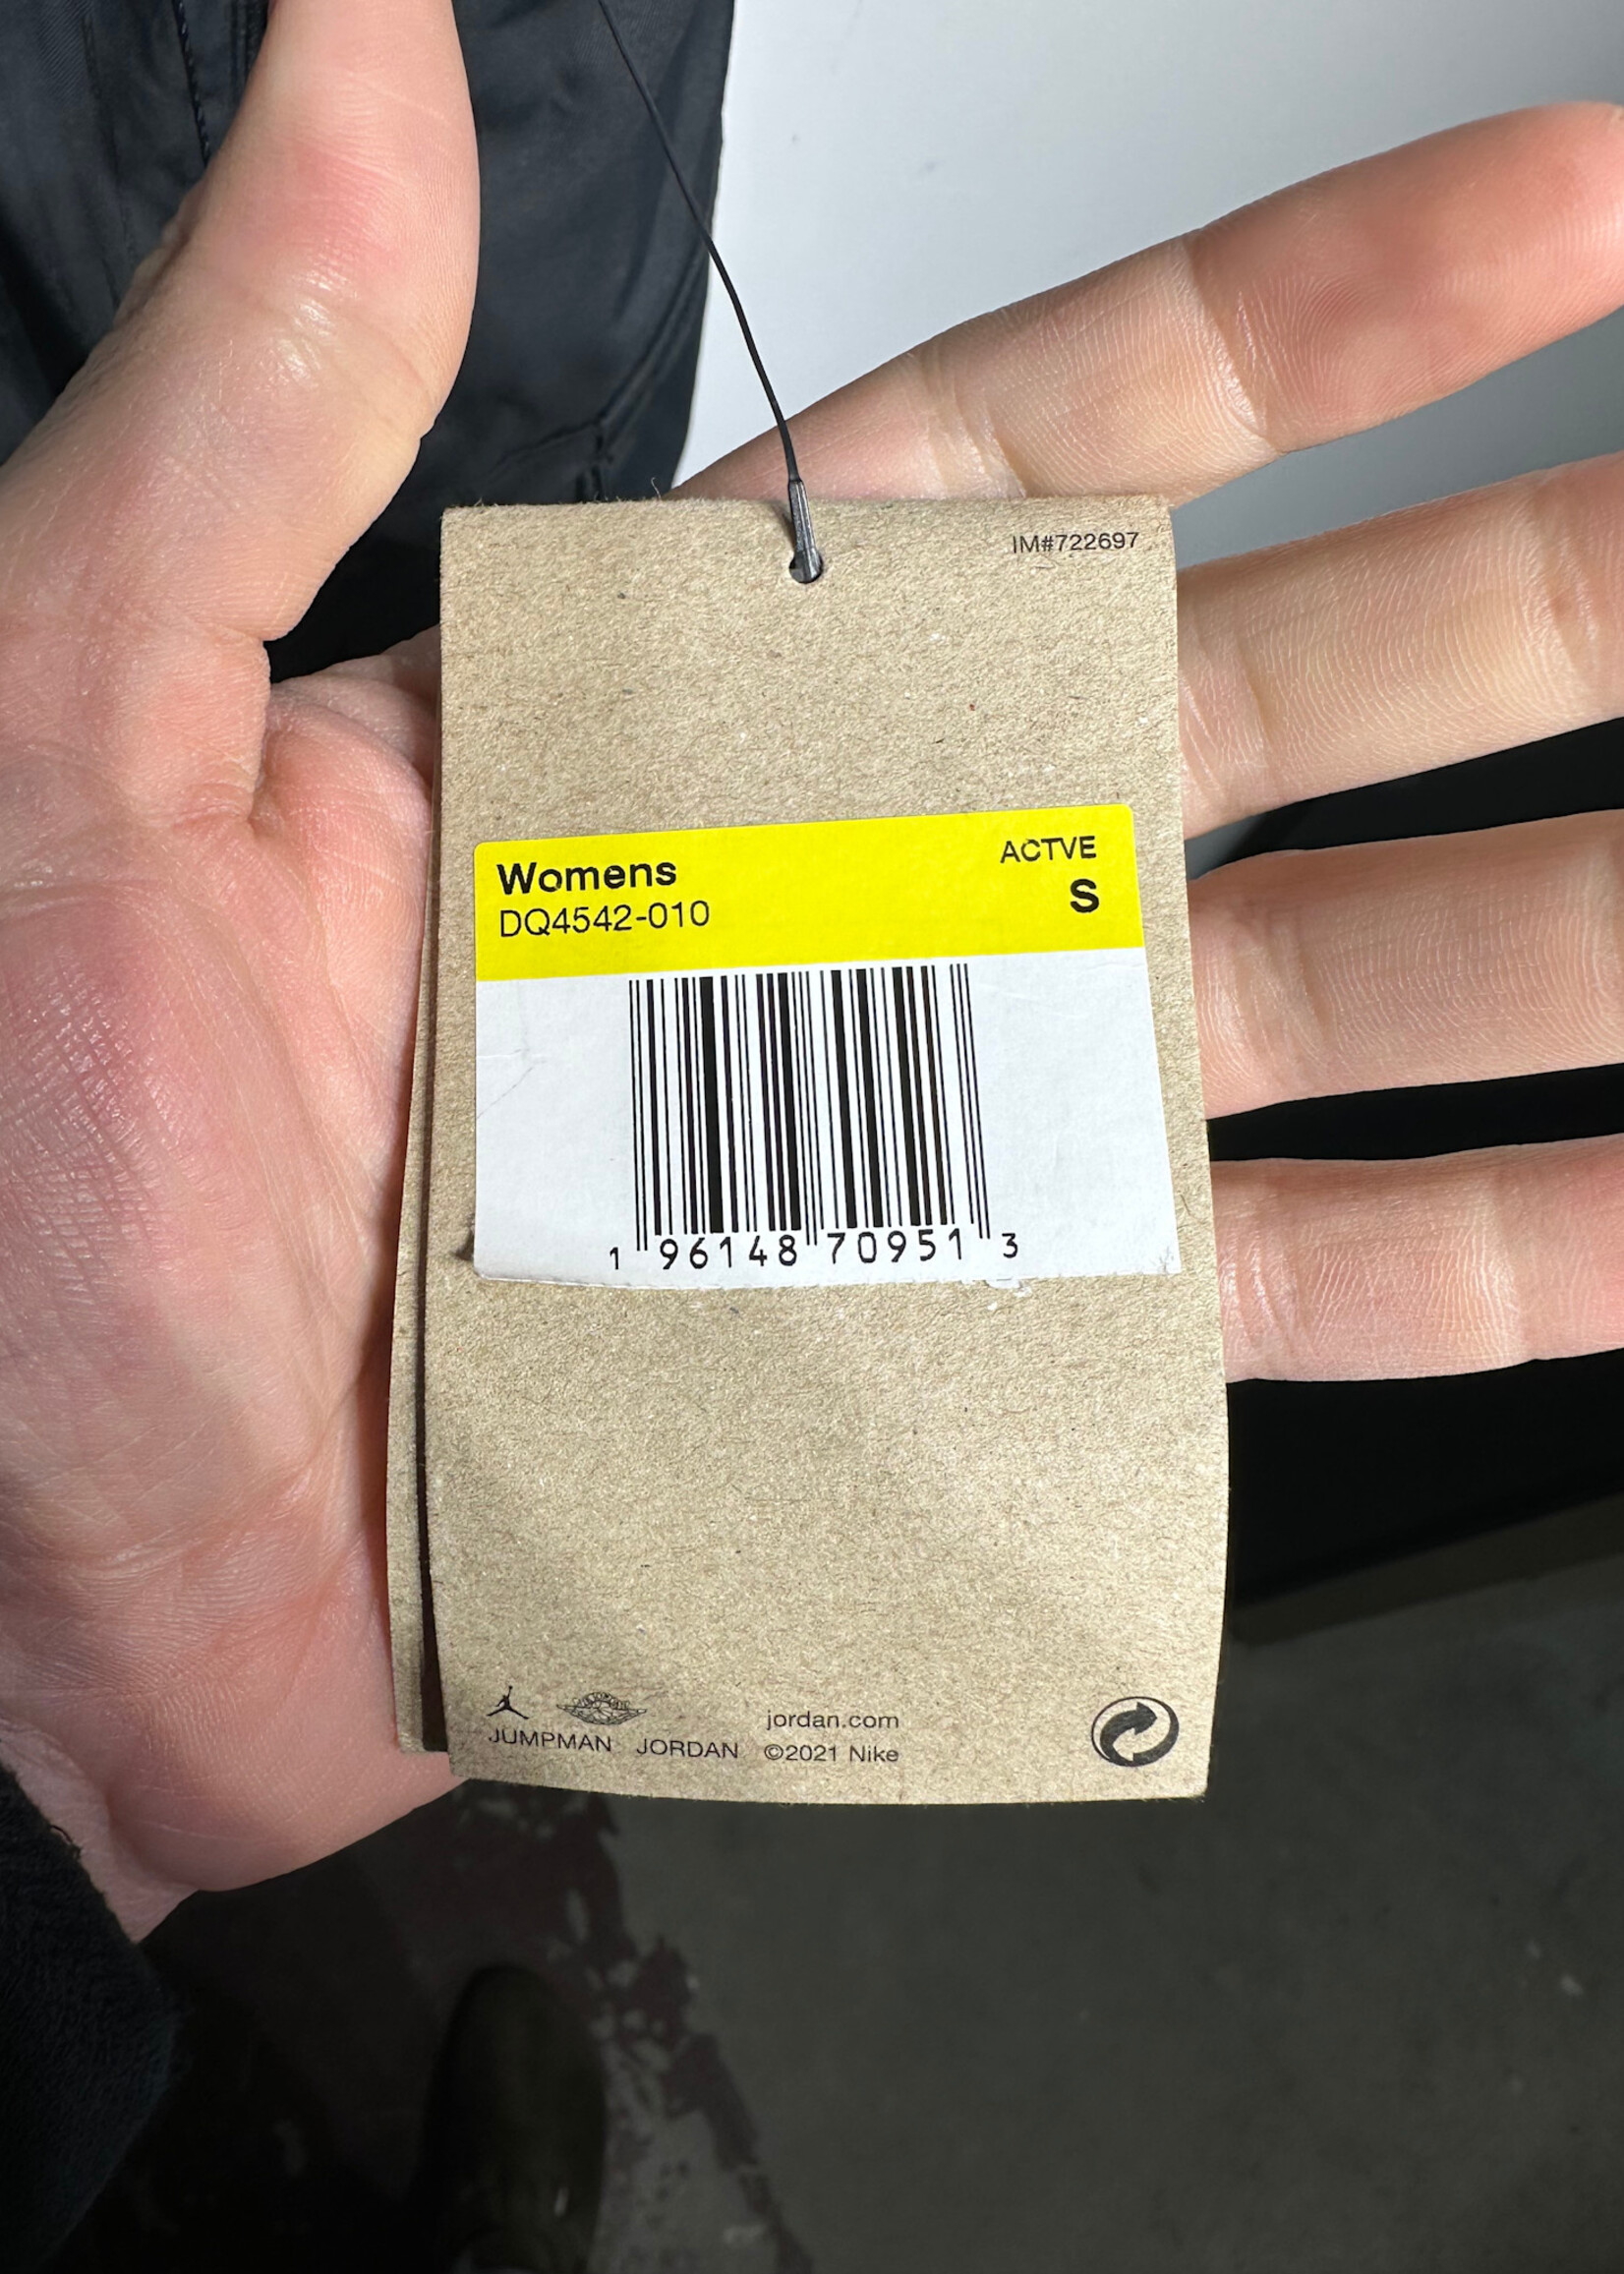 IM#722697
Womens
ACTVE
DQ4542-010
S
1 96148 70951 3
JUMPMAN JORDAN
jordan.com
©2021 Nike